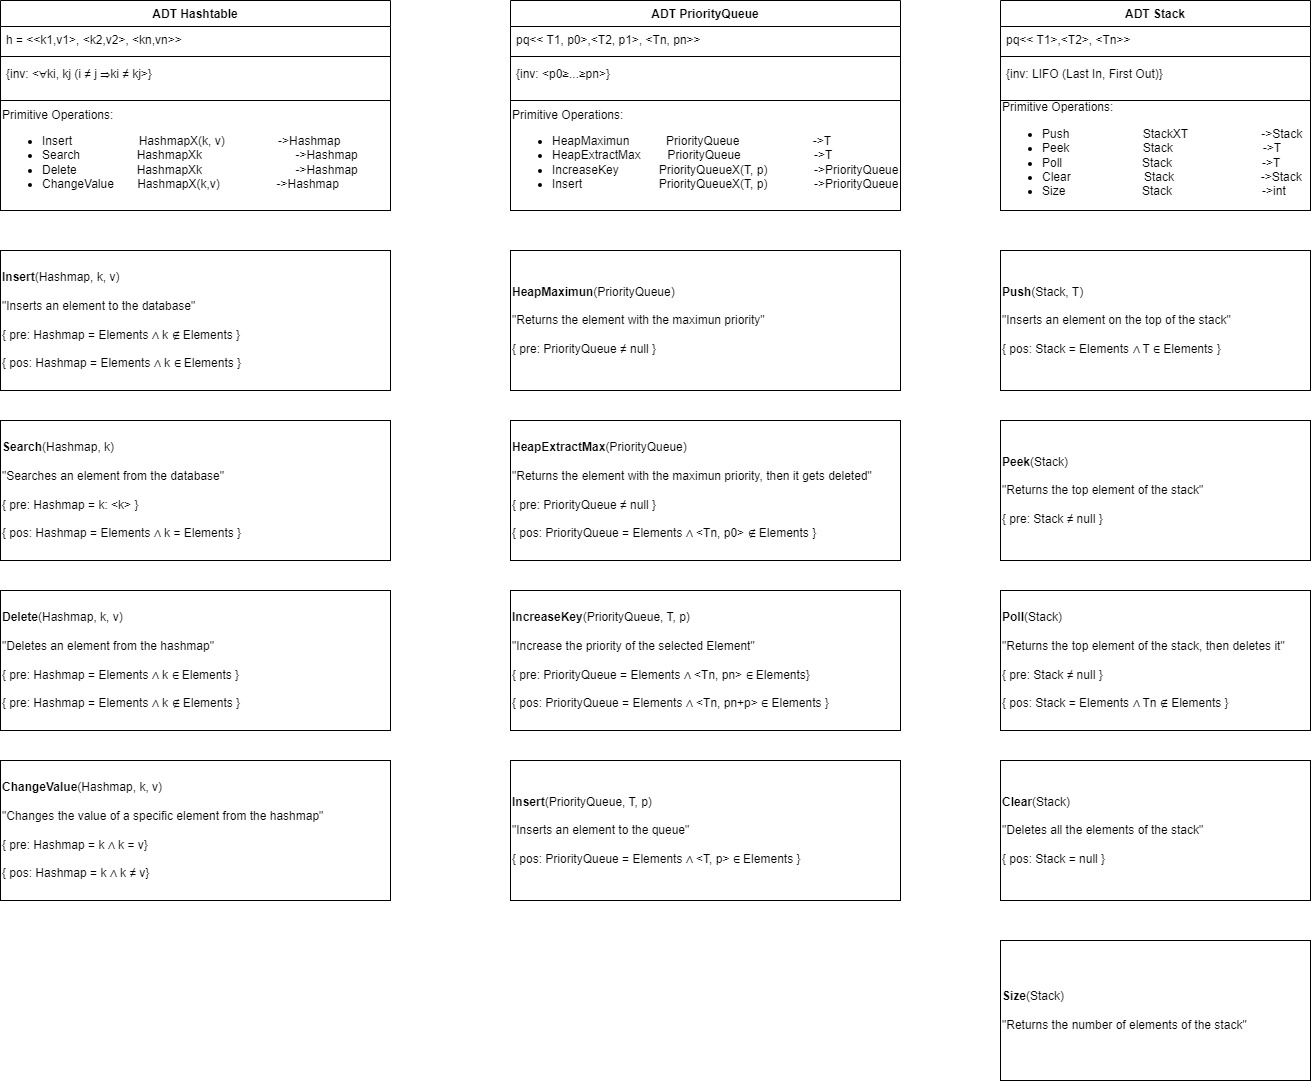 ADT Hashtable
h = <<k1,v1>, <k2,v2>, <kn,vn>>
{inv: <∀ki, kj (i ≠ j ⇒ki ≠ kj>}
Primitive Operations:
• Insert HashmapX(k, v) ->Hashmap
• Search HashmapXk ->Hashmap
• Delete HashmapXk ->Hashmap
• ChangeValue HashmapX(k,v) ->Hashmap
Insert(Hashmap, k, v)
"Inserts an element to the database"
{ pre: Hashmap = Elements ∧ k ∉ Elements }
{ pos: Hashmap = Elements ∧ k ∈ Elements }
Search(Hashmap, k)
"Searches an element from the database"
{ pre: Hashmap = k: <k> }
{ pos: Hashmap = Elements ∧ k = Elements }
Delete(Hashmap, k, v)
"Deletes an element from the hashmap"
{ pre: Hashmap = Elements ∧ k ∈ Elements }
{ pre: Hashmap = Elements ∧ k ∉ Elements }
ChangeValue(Hashmap, k, v)
"Changes the value of a specific element from the hashmap"
{ pre: Hashmap = k ∧ k = v}
{ pos: Hashmap = k ∧ k ≠ v}
ADT PriorityQueue
pq<< T1, p0>,<T2, p1>, <Tn, pn>>
{inv: <p0≥...≥pn>}
Primitive Operations:
• HeapMaximun PriorityQueue ->T
• HeapExtractMax PriorityQueue ->T
• IncreaseKey PriorityQueueX(T, p) ->PriorityQueue
• Insert PriorityQueueX(T, p) ->PriorityQueue
HeapMaximun(PriorityQueue)
"Returns the element with the maximun priority"
{ pre: PriorityQueue ≠ null }
HeapExtractMax(PriorityQueue)
"Returns the element with the maximun priority, then it gets deleted"
{ pre: PriorityQueue ≠ null }
{ pos: PriorityQueue = Elements ∧ <Tn, p0> ∉ Elements }
IncreaseKey(PriorityQueue, T, p)
"Increase the priority of the selected Element"
{ pre: PriorityQueue = Elements ∧ <Tn, pn> ∈ Elements}
{ pos: PriorityQueue = Elements ∧ <Tn, pn+p> ∈ Elements }
Insert(PriorityQueue, T, p)
"Inserts an element to the queue"
{ pos: PriorityQueue = Elements ∧ <T, p> ∈ Elements }
ADT Stack
pq<< T1>,<T2>, <Tn>>
{inv: LIFO (Last In, First Out)}
Primitive Operations:
• Push StackXT ->Stack
• Peek Stack ->T
• Poll Stack ->T
• Clear Stack ->Stack
• Size Stack ->int
Push(Stack, T)
"Inserts an element on the top of the stack"
{ pos: Stack = Elements ∧ T ∈ Elements }
Peek(Stack)
"Returns the top element of the stack"
{ pre: Stack ≠ null }
Poll(Stack)
"Returns the top element of the stack, then deletes it"
{ pre: Stack ≠ null }
{ pos: Stack = Elements ∧ Tn ∉ Elements }
Clear(Stack)
"Deletes all the elements of the stack"
{ pos: Stack = null }
Size(Stack)
"Returns the number of elements of the stack"